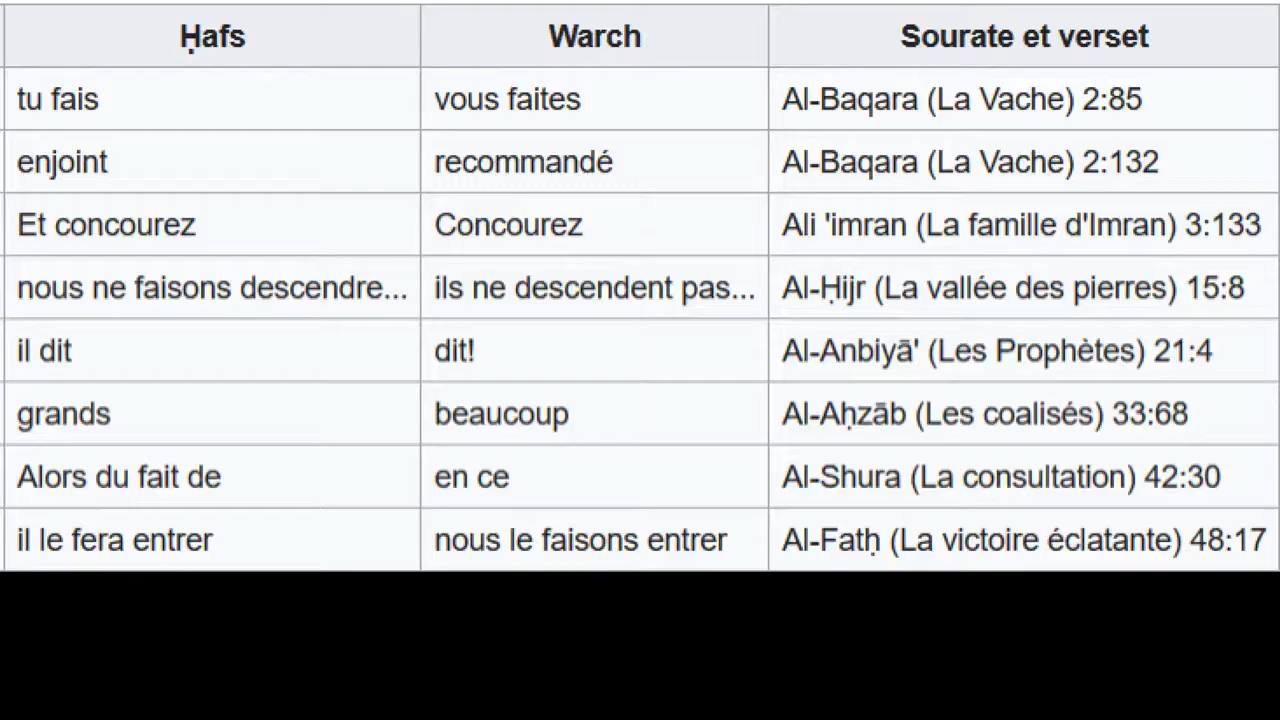 Ḥafs Warch Sourate et verset
tu fais vous faites Al-Baqara (La Vache) 2:85
enjoint recommandé Al-Baqara (La Vache) 2:132
Et concourez Concourez Ali 'imran (La famille d'Imran) 3:133
nous ne faisons descendre... ils ne descendent pas... Al-Ḥijr (La vallée des pierres) 15:8
il dit dit! Al-Anbiyā' (Les Prophètes) 21:4
grands beaucoup Al-Aḥzāb (Les coalisés) 33:68
Alors du fait de en ce Al-Shura (La consultation) 42:30
il le fera entrer nous le faisons entrer Al-Fatḥ (La victoire éclatante) 48:17